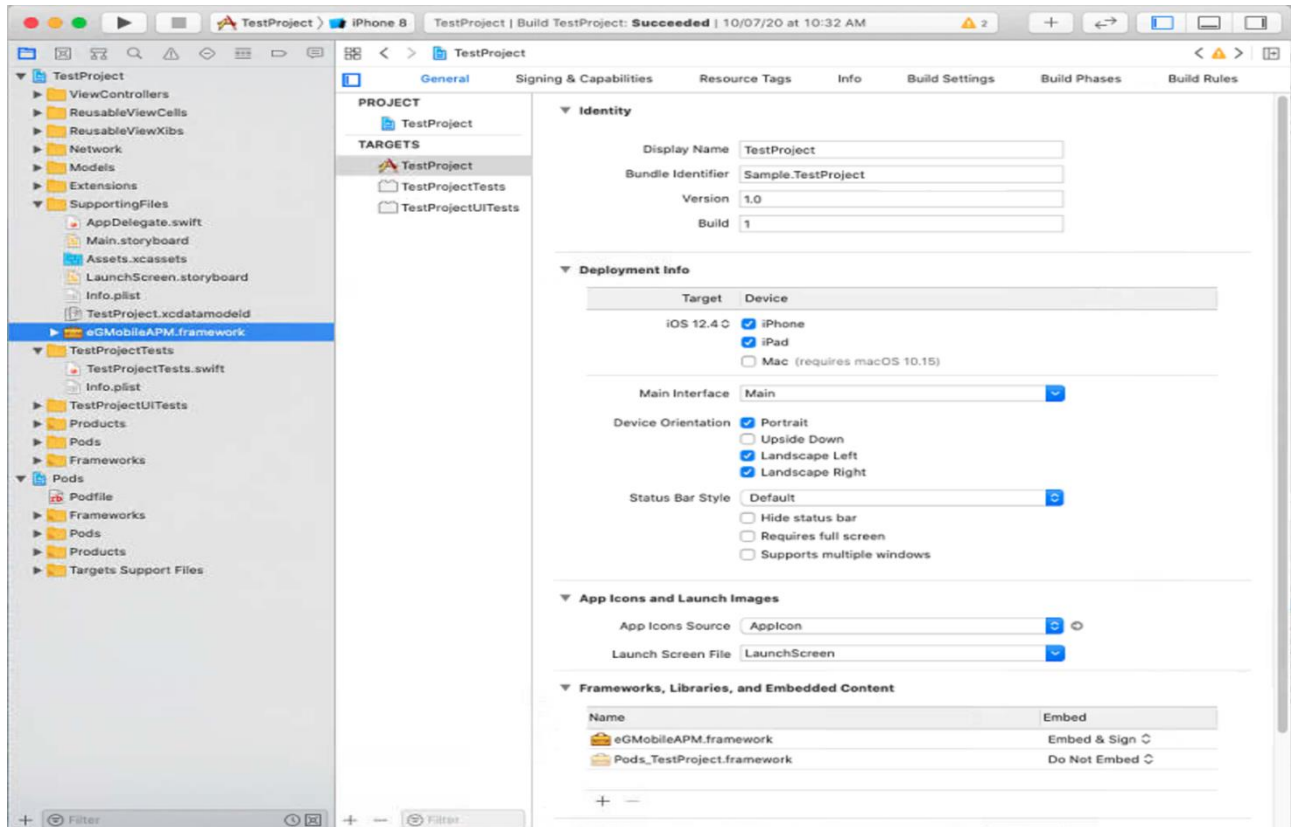 TestProject iPhone 8 TestProject | Build TestProject: Succeeded | 10/07/20 at 10:32 AM 2
TestProject
General Signing & Capabilities Resource Tags Info Build Settings Build Phases Build Rules
TestProject
ViewControllers
ReusableViewCells
ReusableViewXibs
Network
Models
Extensions
SupportingFiles
AppDelegate.swift
Main.storyboard
Assets.xcassets
LaunchScreen.storyboard
Info.plist
TestProject.xcdatamodeld
eGMobileAPM.framework
TestProjectTests
TestProjectTests.swift
Info.plist
TestProjectUITests
Products
Pods
Frameworks
Pods
Podfile
Frameworks
Pods
Products
Targets Support Files
Filter
PROJECT
TestProject
TARGETS
TestProject
TestProjectTests
TestProjectUITests
Filter
Identity
Display Name TestProject
Bundle Identifier Sample.TestProject
Version 1.0
Build 1
Deployment Info
Target Device
iOS 12.4 iPhone
iPad
Mac (requires macOS 10.15)
Main Interface Main
Device Orientation Portrait
Upside Down
Landscape Left
Landscape Right
Status Bar Style Default
Hide status bar
Requires full screen
Supports multiple windows
App Icons and Launch Images
App Icons Source AppIcon
Launch Screen File LaunchScreen
Frameworks, Libraries, and Embedded Content
Name Embed
eGMobileAPM.framework Embed & Sign
Pods_TestProject.framework Do Not Embed